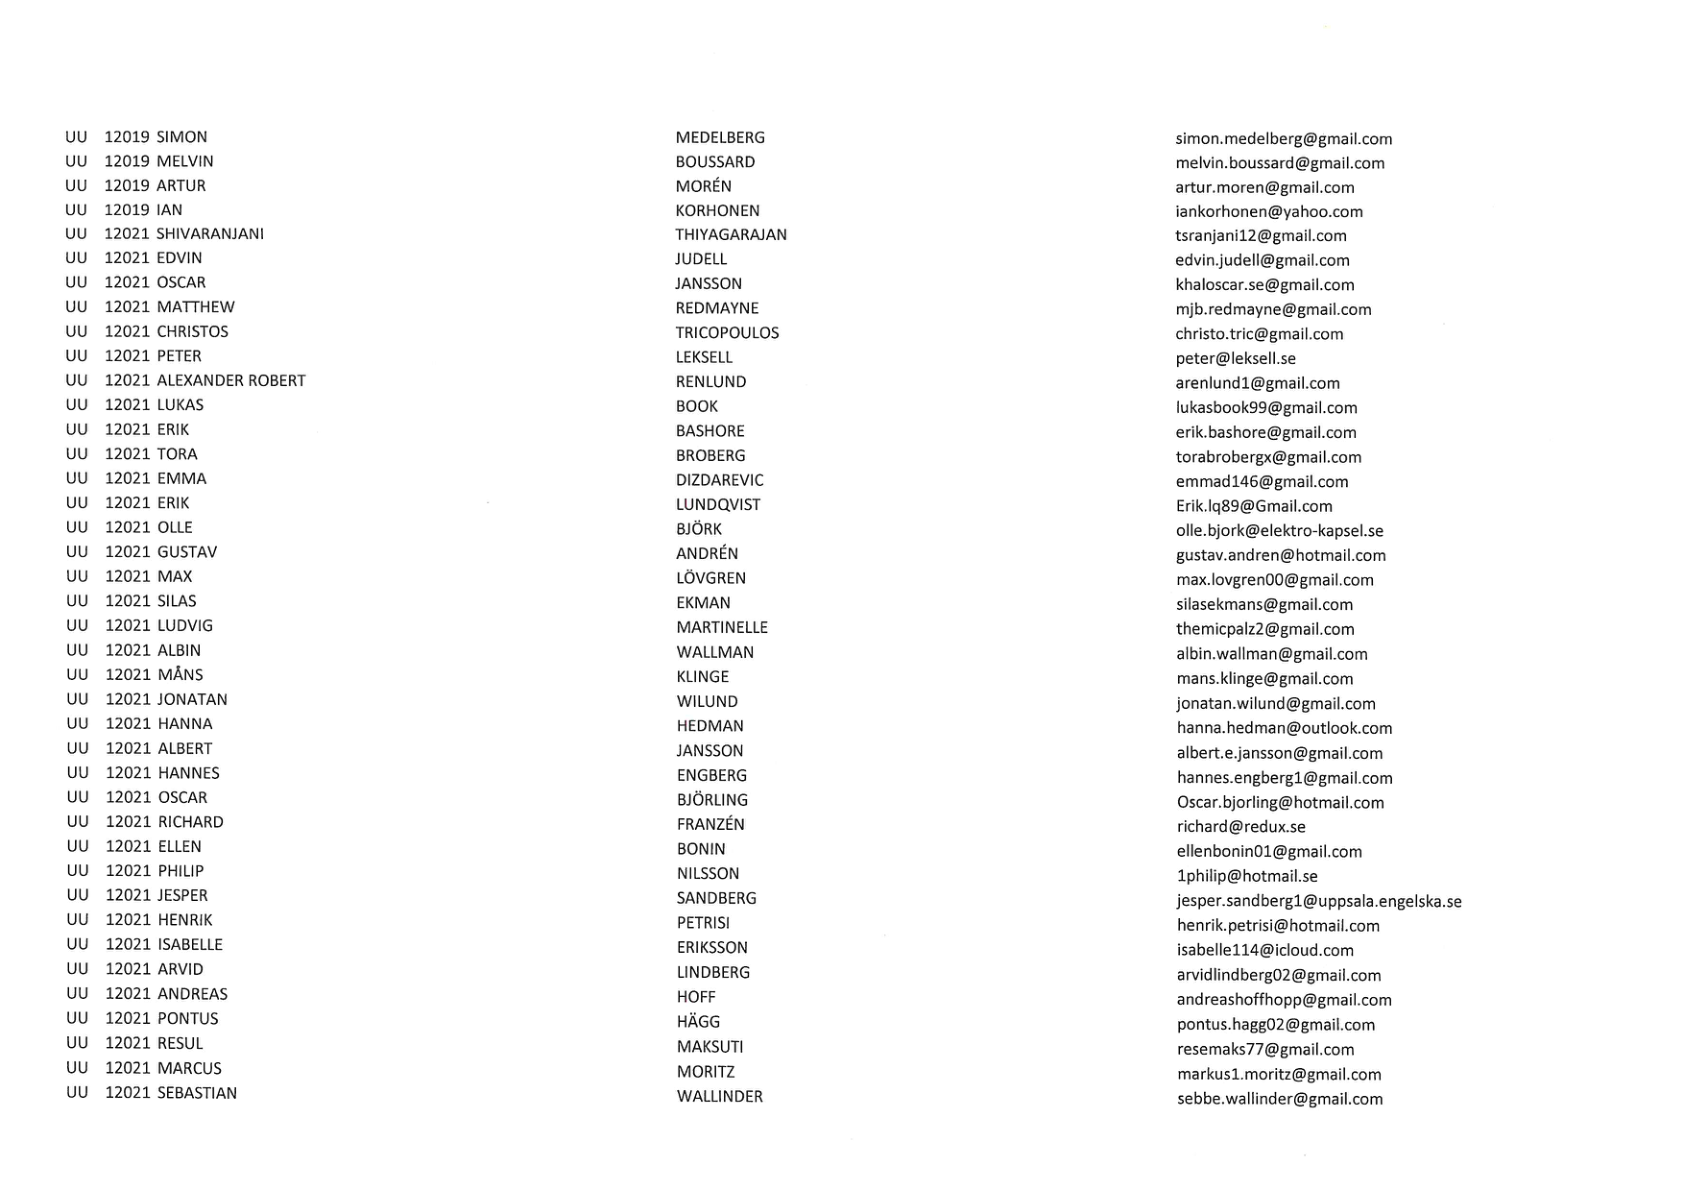 UU 12019 SIMON MEDELBERG simon.medelberg@gmail.com
UU 12019 MELVIN BOUSSARD melvin.boussard@gmail.com
UU 12019 ARTUR MORÉN artur.moren@gmail.com
UU 12019 IAN KORHONEN iankorhonen@yahoo.com
UU 12021 SHIVARANJANI THIYAGARAJAN tsranjani12@gmail.com
UU 12021 EDVIN JUDELL edvin.judell@gmail.com
UU 12021 OSCAR JANSSON khaloscar.se@gmail.com
UU 12021 MATTHEW REDMAYNE mjb.redmayne@gmail.com
UU 12021 CHRISTOS TRICOPOULOS christo.tric@gmail.com
UU 12021 PETER LEKSELL peter@leksell.se
UU 12021 ALEXANDER ROBERT RENLUND arenlund1@gmail.com
UU 12021 LUKAS BOOK lukasbook99@gmail.com
UU 12021 ERIK BASHORE erik.bashore@gmail.com
UU 12021 TORA BROBERG torabrobergx@gmail.com
UU 12021 EMMA DIZDAREVIC emmad146@gmail.com
UU 12021 ERIK LUNDQVIST Erik.lq89@Gmail.com
UU 12021 OLLE BJÖRK olle.bjork@elektro-kapsel.se
UU 12021 GUSTAV ANDRÉN gustav.andren@hotmail.com
UU 12021 MAX LÖVGREN max.lovgren00@gmail.com
UU 12021 SILAS EKMAN silasekmans@gmail.com
UU 12021 LUDVIG MARTINELLE themicpalz2@gmail.com
UU 12021 ALBIN WALLMAN albin.wallman@gmail.com
UU 12021 MÅNS KLINGE mans.klinge@gmail.com
UU 12021 JONATAN WILUND jonatan.wilund@gmail.com
UU 12021 HANNA HEDMAN hanna.hedman@outlook.com
UU 12021 ALBERT JANSSON albert.e.jansson@gmail.com
UU 12021 HANNES ENGBERG hannes.engberg1@gmail.com
UU 12021 OSCAR BJÖRLING Oscar.bjorling@hotmail.com
UU 12021 RICHARD FRANZÉN richard@redux.se
UU 12021 ELLEN BONIN ellenbonin01@gmail.com
UU 12021 PHILIP NILSSON 1philip@hotmail.se
UU 12021 JESPER SANDBERG jesper.sandberg1@uppsala.engelska.se
UU 12021 HENRIK PETRISI henrik.petrisi@hotmail.com
UU 12021 ISABELLE ERIKSSON isabelle114@icloud.com
UU 12021 ARVID LINDBERG arvidlindberg02@gmail.com
UU 12021 ANDREAS HOFF andreashoffhopp@gmail.com
UU 12021 PONTUS HÄGG pontus.hagg02@gmail.com
UU 12021 RESUL MAKSUTI resemaks77@gmail.com
UU 12021 MARCUS MORITZ markus1.moritz@gmail.com
UU 12021 SEBASTIAN WALLINDER sebbe.wallinder@gmail.com